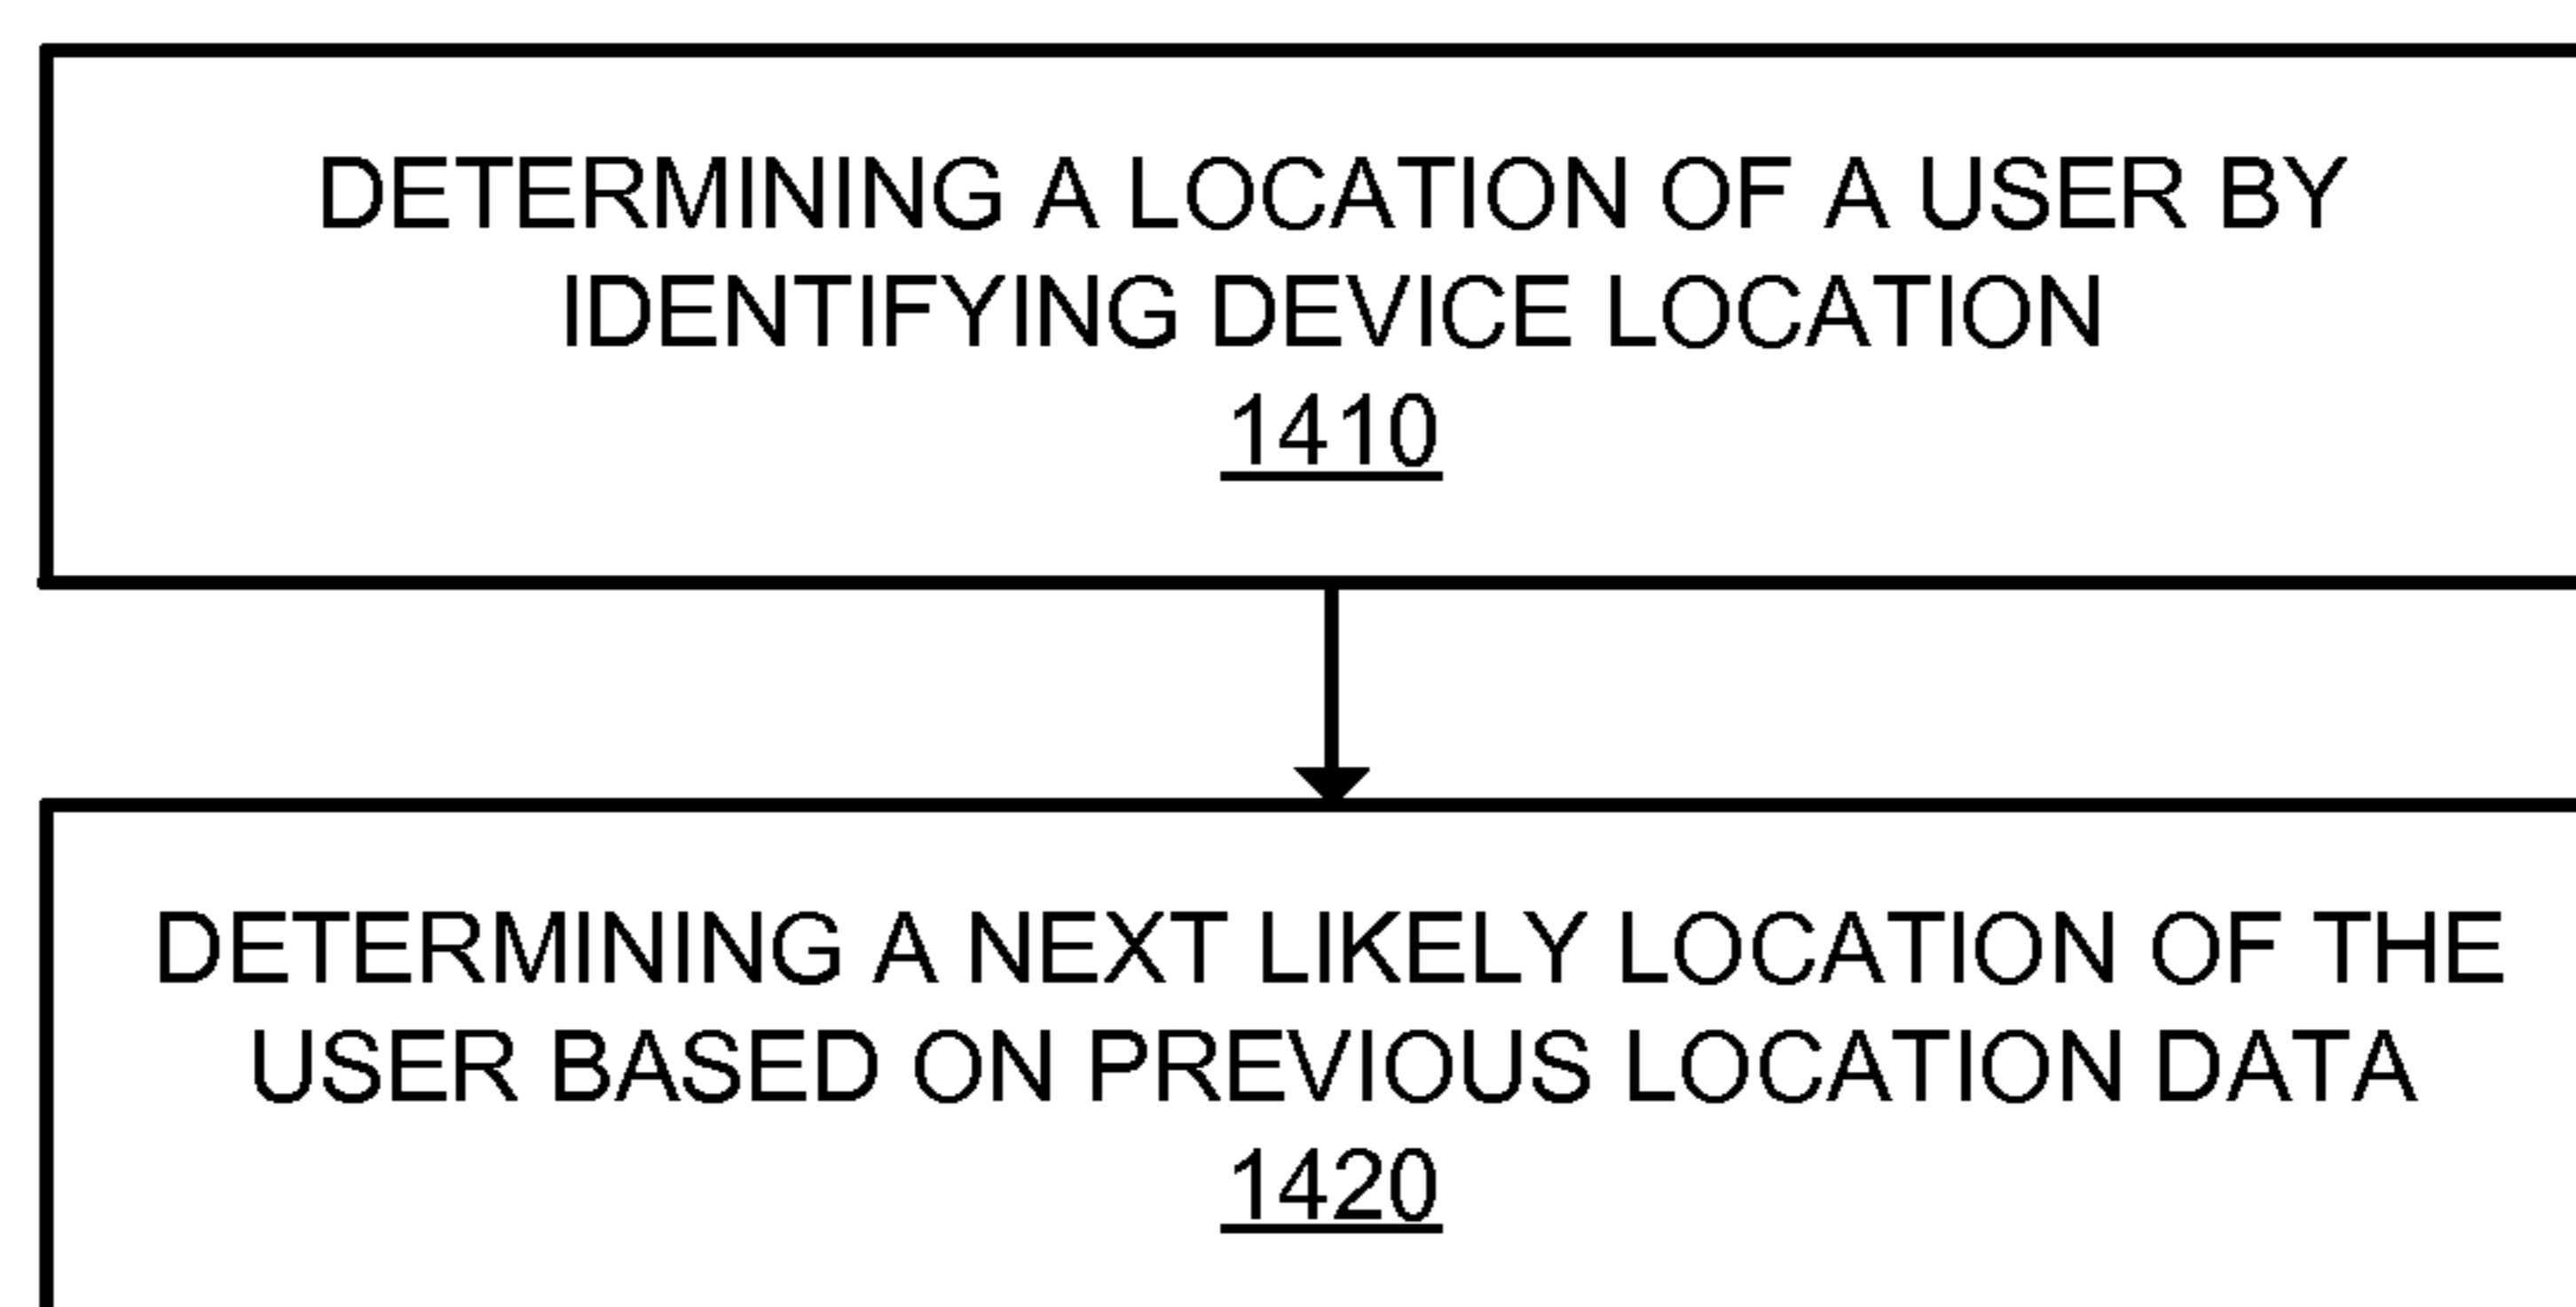 DETERMINING A LOCATION OF A USER BY
IDENTIFYING DEVICE LOCATION
1410
DETERMINING A NEXT LIKELY LOCATION OF THE
USER BASED ON PREVIOUS LOCATION DATA
1420